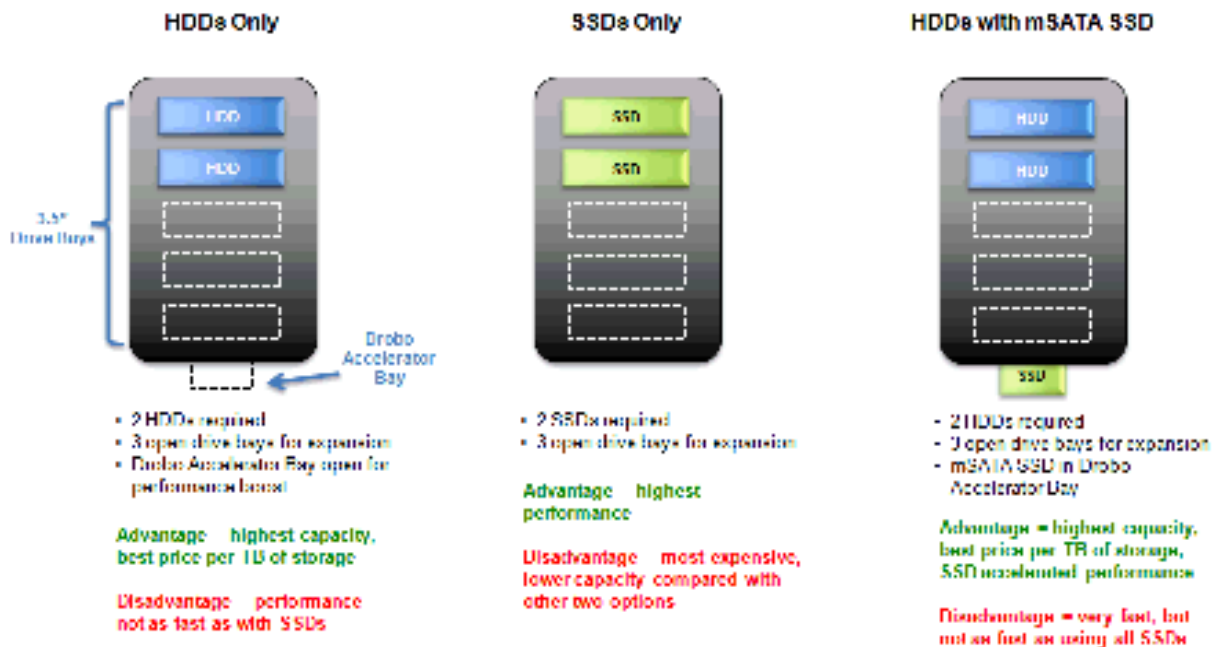 HDDs Only
HDD
HDD
3.5"
Drive Bays
Drobo
Accelerator
Bay
2 HDDs required
3 open drive bays for expansion
Drobo Accelerator Bay open for
performance boost
Advantage highest capacity,
best price per TB of storage
Disadvantage performance
not as fast as with SSDs
SSDs Only
SSD
SSD
2 SSDs required
3 open drive bays for expansion
Advantage highest
performance
Disadvantage most expensive,
lower capacity compared with
other two options
HDDs with mSATA SSD
HDD
HDD
SSD
2 HDDs required
3 open drive bays for expansion
mSATA SSD in Drobo
Accelerator Bay
Advantage = highest capacity,
best price per TB of storage,
SSD accelerated performance
Disadvantage = very fast, but
not as fast as using all SSDs